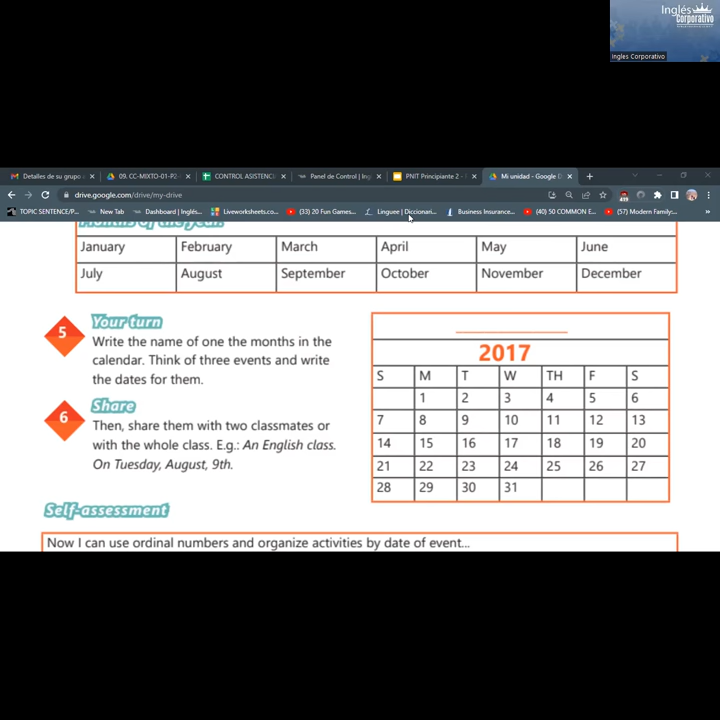 Inglés
Corporativo
Ingles Corporativo
Detalles de su grupo
09. CC-MIXTO-01-P2-
CONTROL ASISTENC
Panel de Control | Ing
PNIT Principiante 2 -
Mi unidad - Google D
drive.google.com/drive/my-drive
TOPIC SENTENCE/P...
New Tab
Dashboard | Inglés...
Liveworksheets.co...
(33) 20 Fun Games...
Linguee | Diccionari...
Business Insurance...
(40) 50 COMMON E...
(57) Modern Family:...
»
Months of the year
January February March April May June
July August September October November December
5 Your turn
Write the name of one the months in the
calendar. Think of three events and write
the dates for them.
6 Share
Then, share them with two classmates or
with the whole class. E.g.: An English class.
On Tuesday, August, 9th.
2017
S M T W TH F S
1 2 3 4 5 6
7 8 9 10 11 12 13
14 15 16 17 18 19 20
21 22 23 24 25 26 27
28 29 30 31
Self-assessment
Now I can use ordinal numbers and organize activities by date of event...